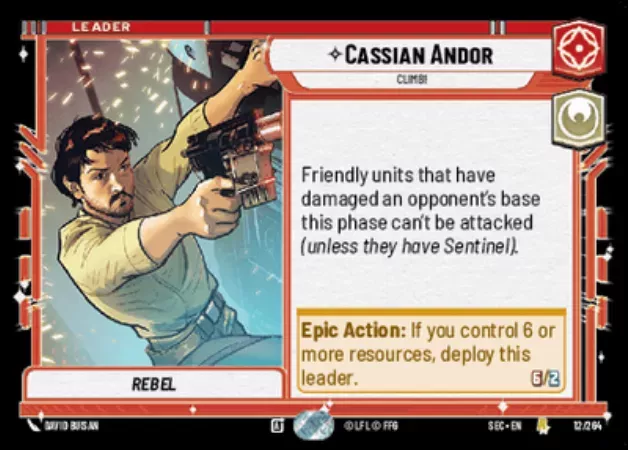 LEADER
CASSIAN ANDOR
CLIMB!
Friendly units that have
damaged an opponent's base
this phase can't be attacked
(unless they have Sentinel).
Epic Action: If you control 6 or
more resources, deploy this
leader.
6/2
REBEL
DAVID BUISAN
© LFL © FFG
SEC • EN
12/264